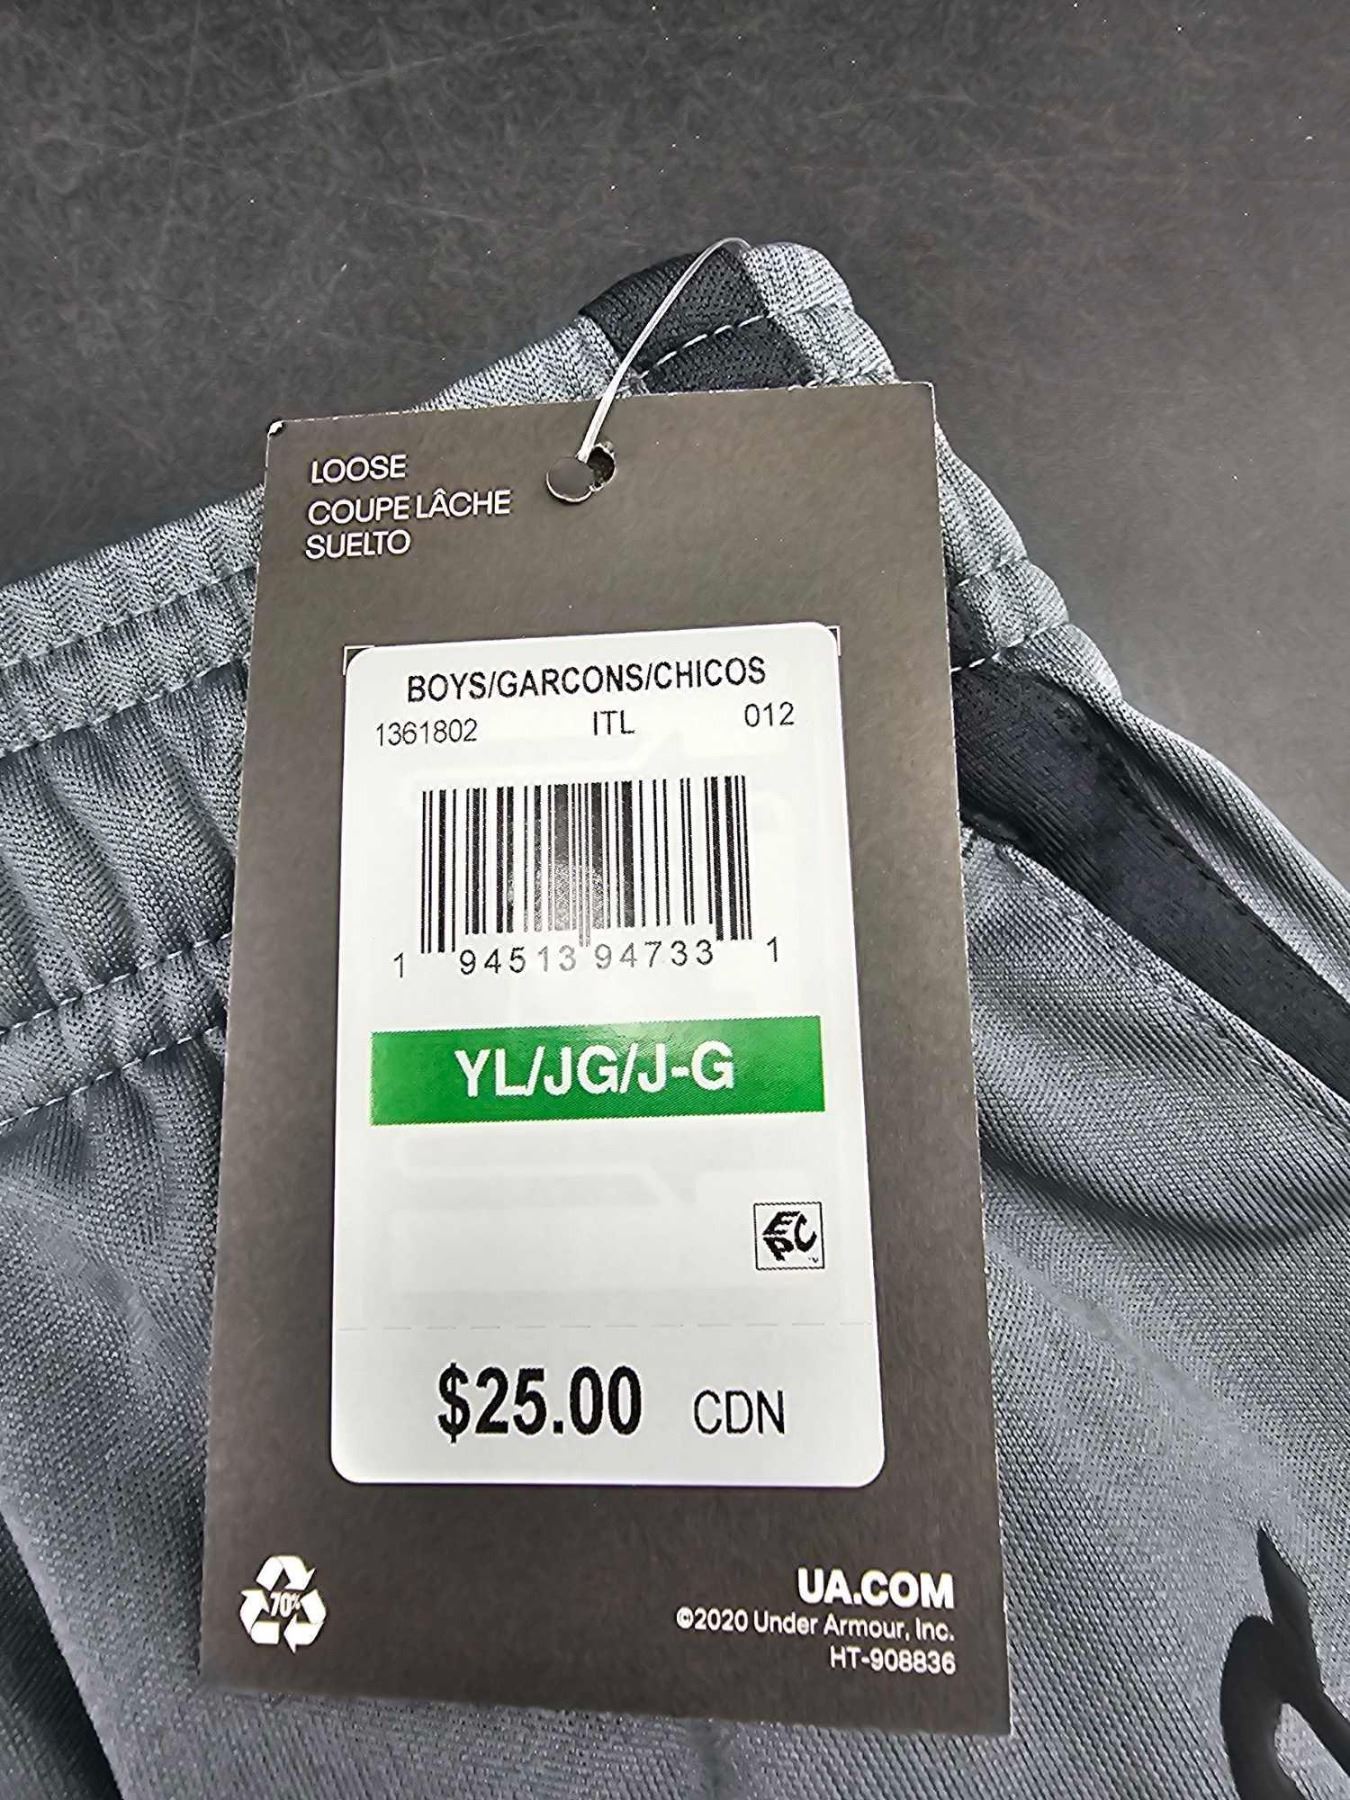 LOOSE
COUPE LÂCHE
SUELTO
BOYS/GARCONS/CHICOS
1361802 ITL 012
1 94513 94733 1
YL/JG/J-G
EPC
$25.00 CDN
70%
UA.COM
©2020 Under Armour, Inc.
HT-908836